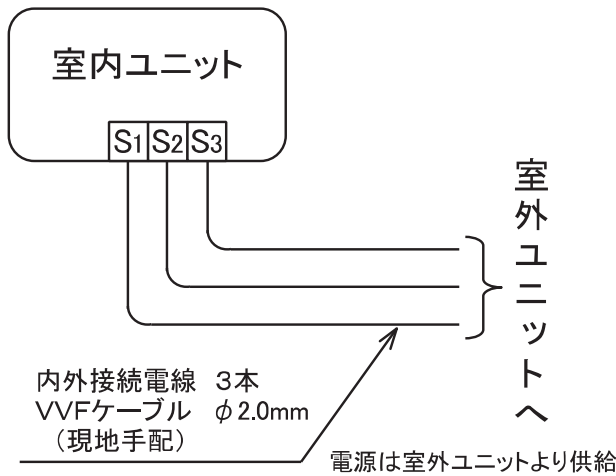 室内ユニット
S1 S2 S3
室外ユニットへ
内外接続電線 3本
VVFケーブル φ2.0mm
(現地手配)
電源は室外ユニットより供給